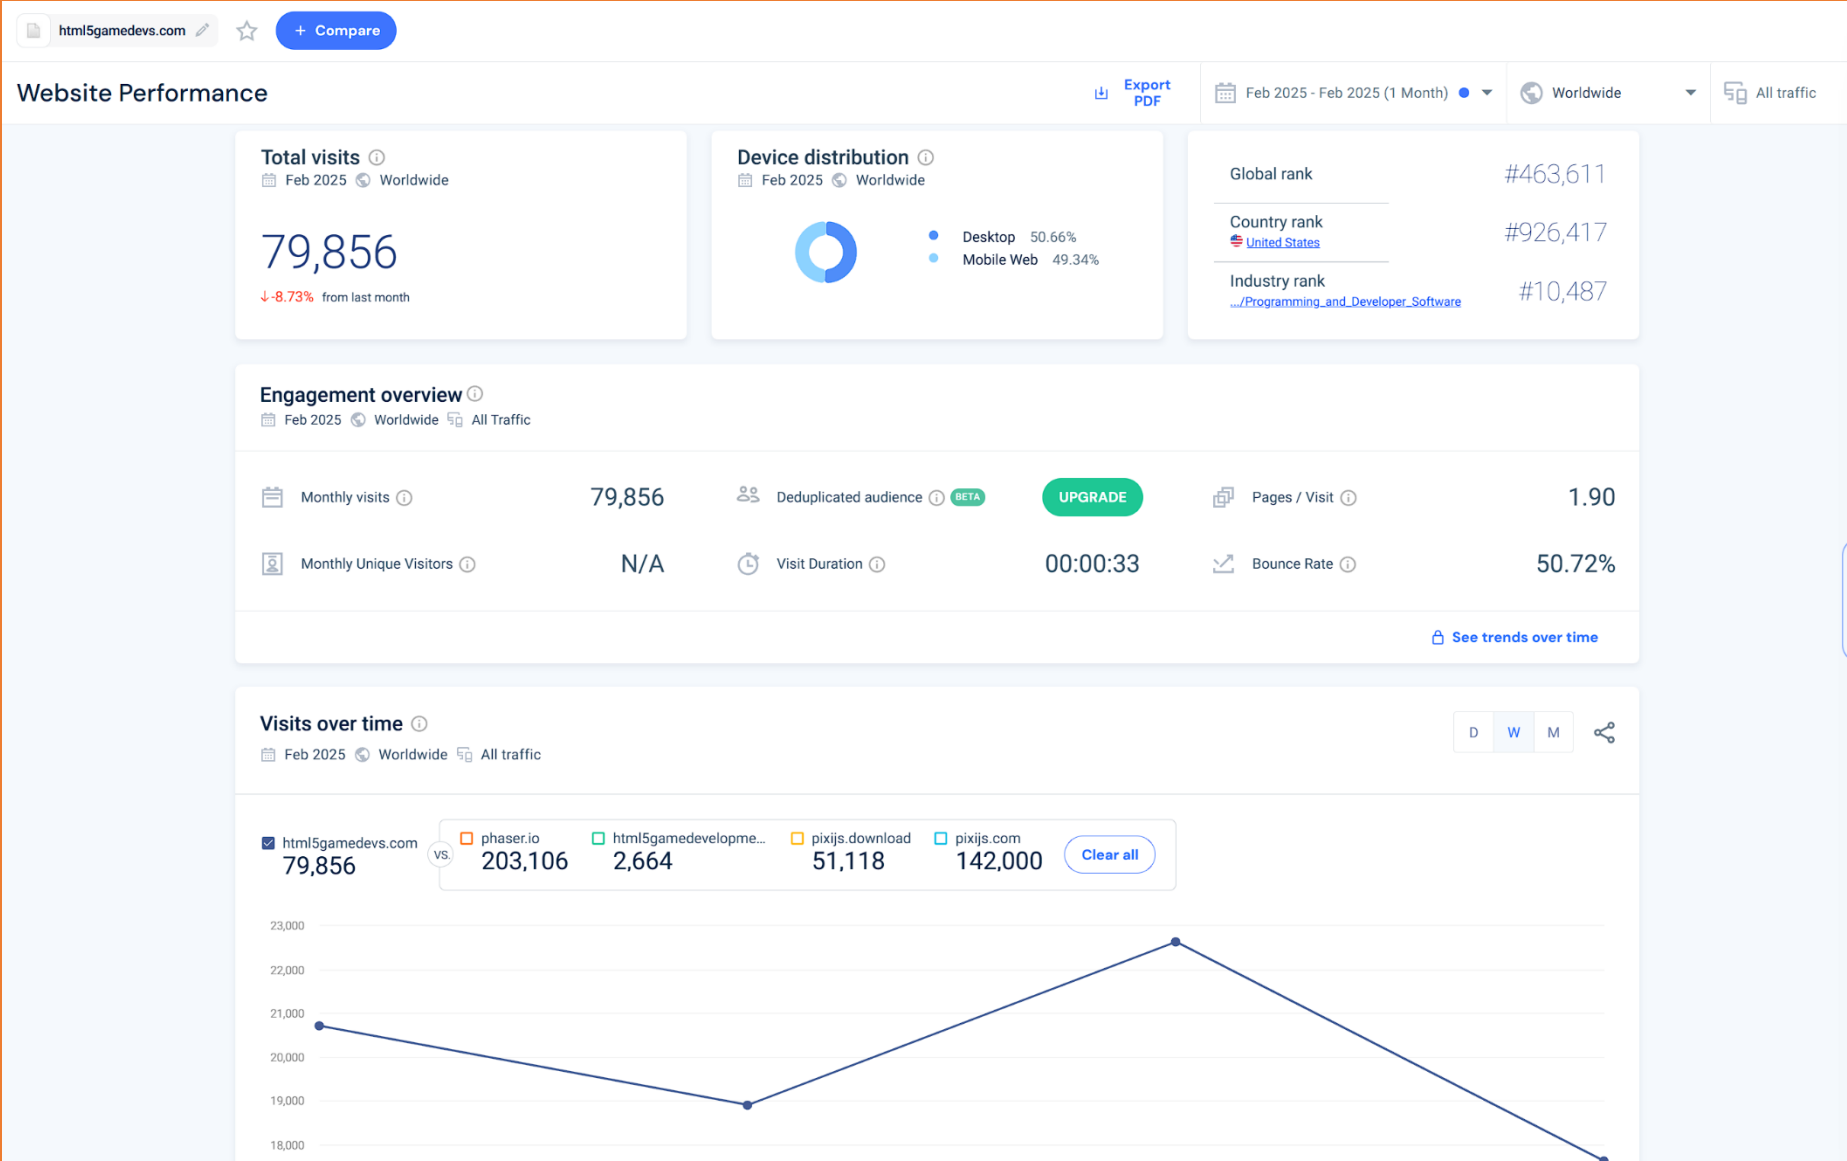 html5gamedevs.com
+ Compare
Website Performance
Export PDF
Feb 2025 - Feb 2025 (1 Month)
Worldwide
All traffic
Total visits
Feb 2025 Worldwide
79,856
-8.73% from last month
Device distribution
Feb 2025 Worldwide
Desktop 50.66%
Mobile Web 49.34%
Global rank #463,611
Country rank #926,417
United States
Industry rank #10,487
.../Programming_and_Developer_Software
Engagement overview
Feb 2025 Worldwide All Traffic
Monthly visits 79,856
Deduplicated audience BETA UPGRADE
Pages / Visit 1.90
Monthly Unique Visitors N/A
Visit Duration 00:00:33
Bounce Rate 50.72%
See trends over time
Visits over time
Feb 2025 Worldwide All traffic
D W M
html5gamedevs.com
79,856
VS.
phaser.io
203,106
html5gamedevelopme...
2,664
pixijs.download
51,118
pixijs.com
142,000
Clear all
23,000
22,000
21,000
20,000
19,000
18,000